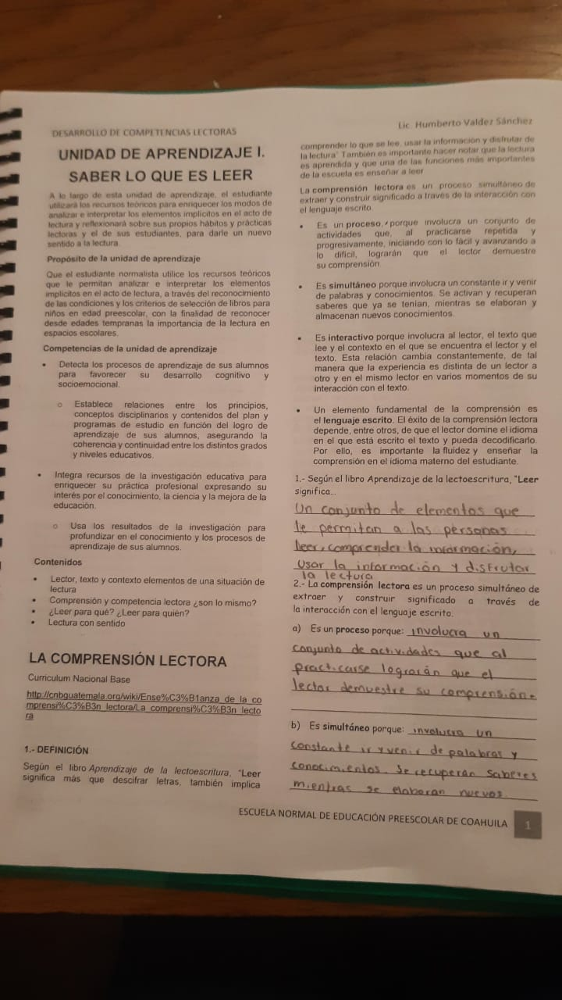 DESARROLLO DE COMPETENCIAS LECTORAS
Lic. Humberto Valdez Sánchez
UNIDAD DE APRENDIZAJE I.
SABER LO QUE ES LEER
A lo largo de esta unidad de aprendizaje, el estudiante
utilizará los recursos teóricos para enriquecer los modos de
analizar e interpretar los elementos implícitos en el acto de
lectura y reflexionará sobre sus propios hábitos y prácticas
lectoras y el de sus estudiantes, para darle un nuevo
sentido a la lectura.
Propósito de la unidad de aprendizaje
Que el estudiante normalista utilice los recursos teóricos
que le permitan analizar e interpretar los elementos
implícitos en el acto de lectura, a través del reconocimiento
de las condiciones y los criterios de selección de libros para
niños en edad preescolar, con la finalidad de reconocer
desde edades tempranas la importancia de la lectura en
espacios escolares.
Competencias de la unidad de aprendizaje
• Detecta los procesos de aprendizaje de sus alumnos
para favorecer su desarrollo cognitivo y
socioemocional.
o Establece relaciones entre los principios,
conceptos disciplinarios y contenidos del plan y
programas de estudio en función del logro de
aprendizaje de sus alumnos, asegurando la
coherencia y continuidad entre los distintos grados
y niveles educativos.
• Integra recursos de la investigación educativa para
enriquecer su práctica profesional expresando su
interés por el conocimiento, la ciencia y la mejora de la
educación.
o Usa los resultados de la investigación para
profundizar en el conocimiento y los procesos de
aprendizaje de sus alumnos.
Contenidos
• Lector, texto y contexto elementos de una situación de
lectura
• Comprensión y competencia lectora ¿son lo mismo?
• ¿Leer para qué? ¿Leer para quién?
• Lectura con sentido
LA COMPRENSIÓN LECTORA
Curriculum Nacional Base
http://cnbguatemala.org/wiki/Ense%C3%B1anza_de_la_co
mprensi%C3%B3n_lectora/La_comprensi%C3%B3n_lecto
ra
1.- DEFINICIÓN
Según el libro Aprendizaje de la lectoescritura, "Leer
significa más que descifrar letras, también implica
comprender lo que se lee, usar la información y disfrutar de
la lectura" También es importante hacer notar que la lectura
es aprendida y que una de las funciones más importantes
de la escuela es enseñar a leer
La comprensión lectora es un proceso simultáneo de
extraer y construir significado a través de la interacción con
el lenguaje escrito.
• Es un proceso, porque involucra un conjunto de
actividades que, al practicarse repetida y
progresivamente, iniciando con lo fácil y avanzando a
lo difícil, lograrán que el lector demuestre
su comprensión
• Es simultáneo porque involucra un constante ir y venir
de palabras y conocimientos. Se activan y recuperan
saberes que ya se tenían, mientras se elaboran y
almacenan nuevos conocimientos.
• Es interactivo porque involucra al lector, el texto que
lee y el contexto en el que se encuentra el lector y el
texto. Esta relación cambia constantemente, de tal
manera que la experiencia es distinta de un lector a
otro y en el mismo lector en varios momentos de su
interacción con el texto.
• Un elemento fundamental de la comprensión es
el lenguaje escrito. El éxito de la comprensión lectora
depende, entre otros, de que el lector domine el idioma
en el que está escrito el texto y pueda decodificarlo.
Por ello, es importante la fluidez y enseñar la
comprensión en el idioma materno del estudiante.
1.- Según el libro Aprendizaje de la lectoescritura, "Leer
significa...
Un conjunto de elementos que
le permitan a las personas
leer, comprender la información,
usar la información y disfrutar
la lectura
2.- La comprensión lectora es un proceso simultáneo de
extraer y construir significado a través de
la interacción con el lenguaje escrito.
a) Es un proceso porque: involucra un
conjunto de actividades que al
practicarse lograrán que el
lector demuestre su comprensión.
b) Es simultáneo porque: involucra un
constante ir y venir de palabras y
conocimientos. Se recuperan saberes
mientras se elaboran nuevos.
ESCUELA NORMAL DE EDUCACIÓN PREESCOLAR DE COAHUILA 1